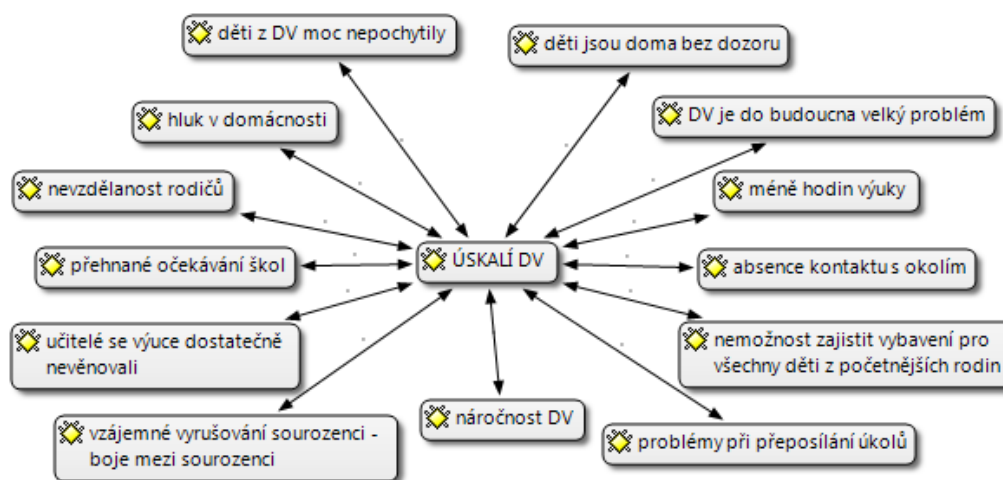 děti z DV moc nepochytily
děti jsou doma bez dozoru
hluk v domácnosti
DV je do budoucna velký problém
nevzdělanost rodičů
méně hodin výuky
přehnané očekávání škol
ÚSKALÍ DV
absence kontaktu s okolím
učitelé se výuce dostatečně
nevěnovali
nemožnost zajistit vybavení pro
všechny děti z početnějších rodin
vzájemné vyrušování sourozenci -
boje mezi sourozenci
náročnost DV
problémy při přeposílání úkolů